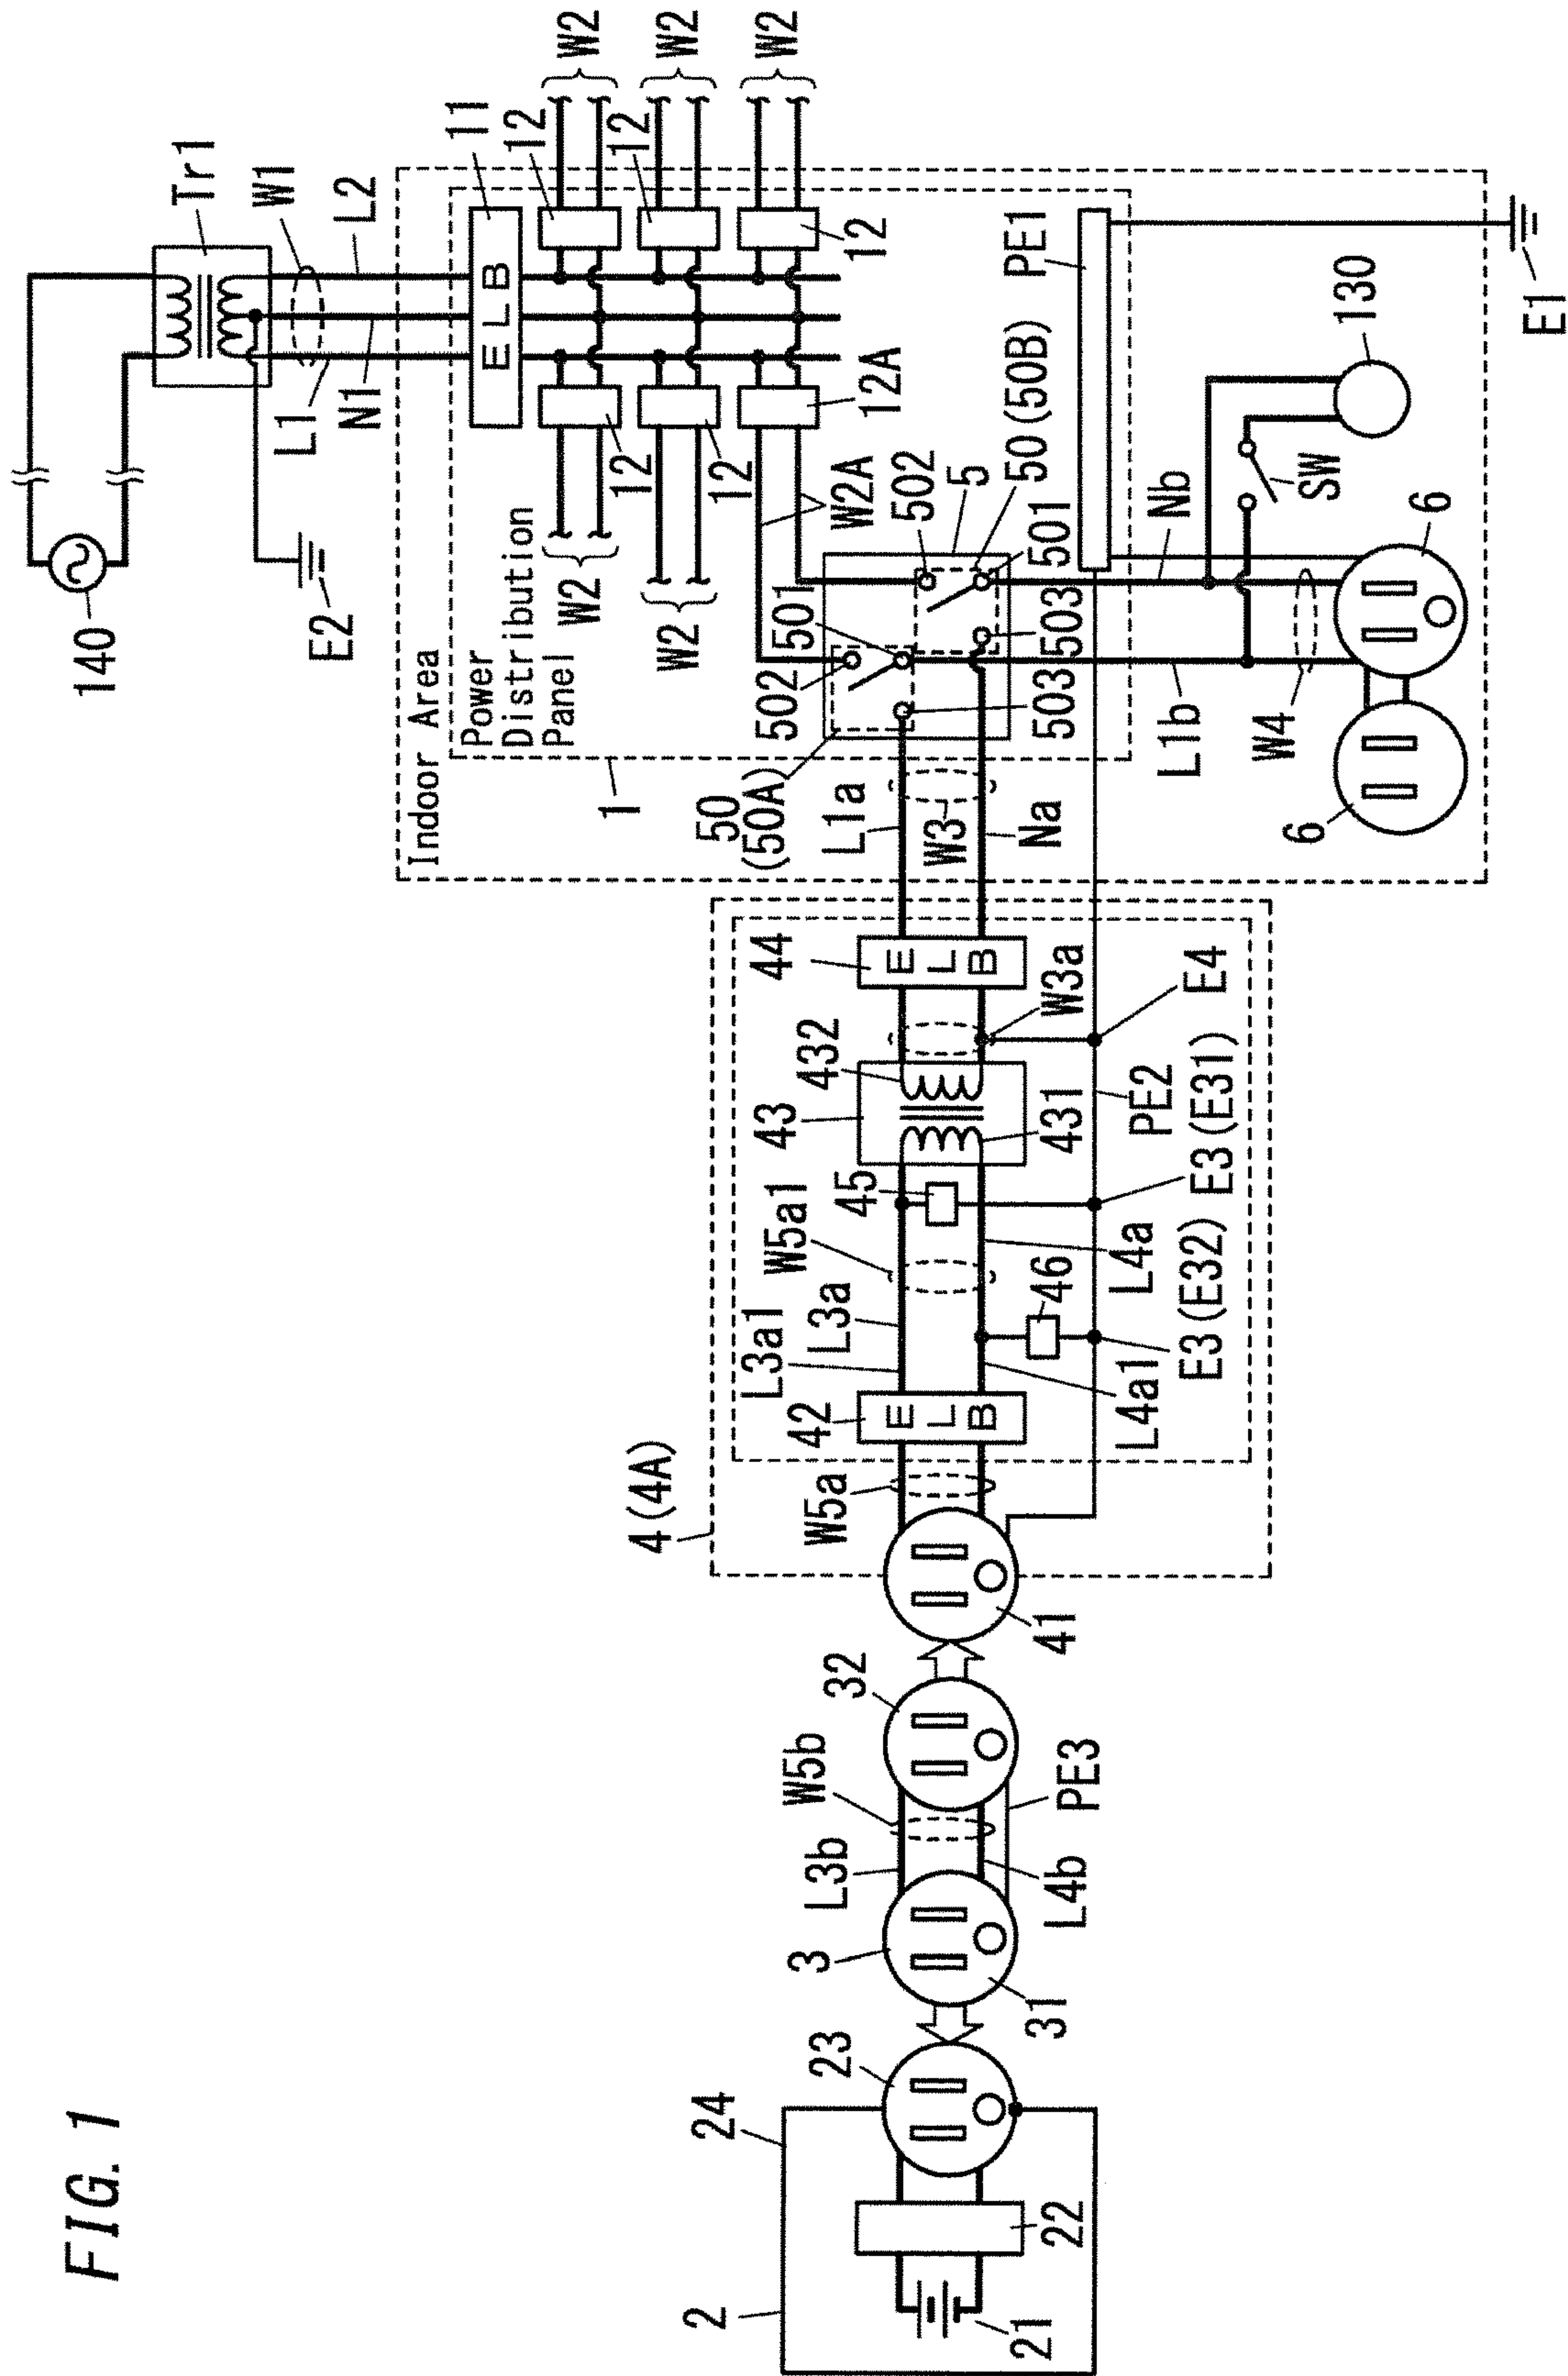 FIG. 1
140
Tr1
W1
L2
L1
N1
E2
11
12
12
12
12
12
12A
W2
W2
W2
W2
W2
W2A
ELB
Indoor Area
Power
Distribution
Panel
1
PE1
E1
130
SW
Nb
6
6
W4
L1b
5
50(50B)
501
502
503
501
502
503
50
(50A)
L1a
W3
Na
44
ELB
W3a
E4
432
43
431
PE2
E3(E31)
45
W5a1
L3a
L3a1
L4a
46
E3(E32)
L4a1
42
ELB
4(4A)
W5a
41
32
W5b
PE3
L3b
L4b
3
31
23
24
22
2
21